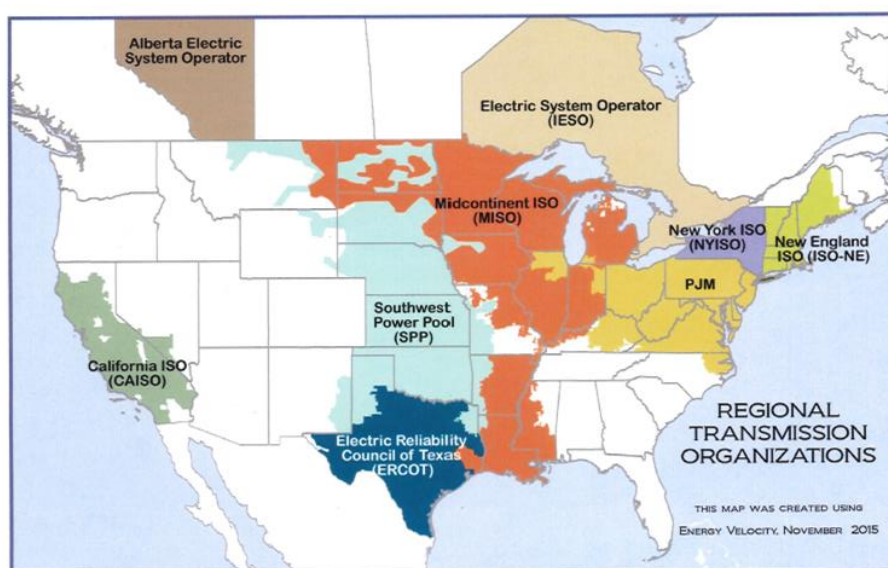 Alberta Electric
System Operator
Electric System Operator
(IESO)
Midcontinent ISO
(MISO)
New York ISO
(NYISO)
New England
ISO (ISO-NE)
PJM
Southwest
Power Pool
(SPP)
California ISO
(CAISO)
Electric Reliability
Council of Texas
(ERCOT)
REGIONAL
TRANSMISSION
ORGANIZATIONS
THIS MAP WAS CREATED USING
ENERGY VELOCITY, NOVEMBER 2015